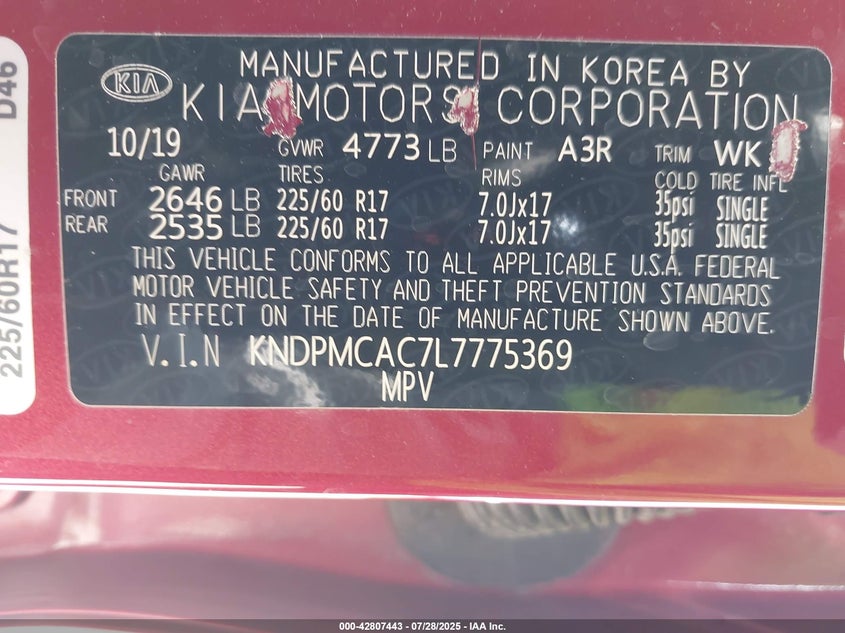 225/60R17 D46
KIA
MANUFACTURED IN KOREA BY
KIA MOTORS CORPORATION
10/19 GVWR 4773 LB PAINT A3R TRIM WK
GAWR TIRES RIMS COLD TIRE INFL
FRONT 2646 LB 225/60 R17 7.0Jx17 35psi SINGLE
REAR 2535 LB 225/60 R17 7.0Jx17 35psi SINGLE
THIS VEHICLE CONFORMS TO ALL APPLICABLE U.S.A. FEDERAL
MOTOR VEHICLE SAFETY AND THEFT PREVENTION STANDARDS
IN EFFECT ON THE DATE OF MANUFACTURE SHOWN ABOVE.
V.I.N KNDPMCAC7L7775369
MPV
000-42807443 / 07/28/2025 - IAA Inc.